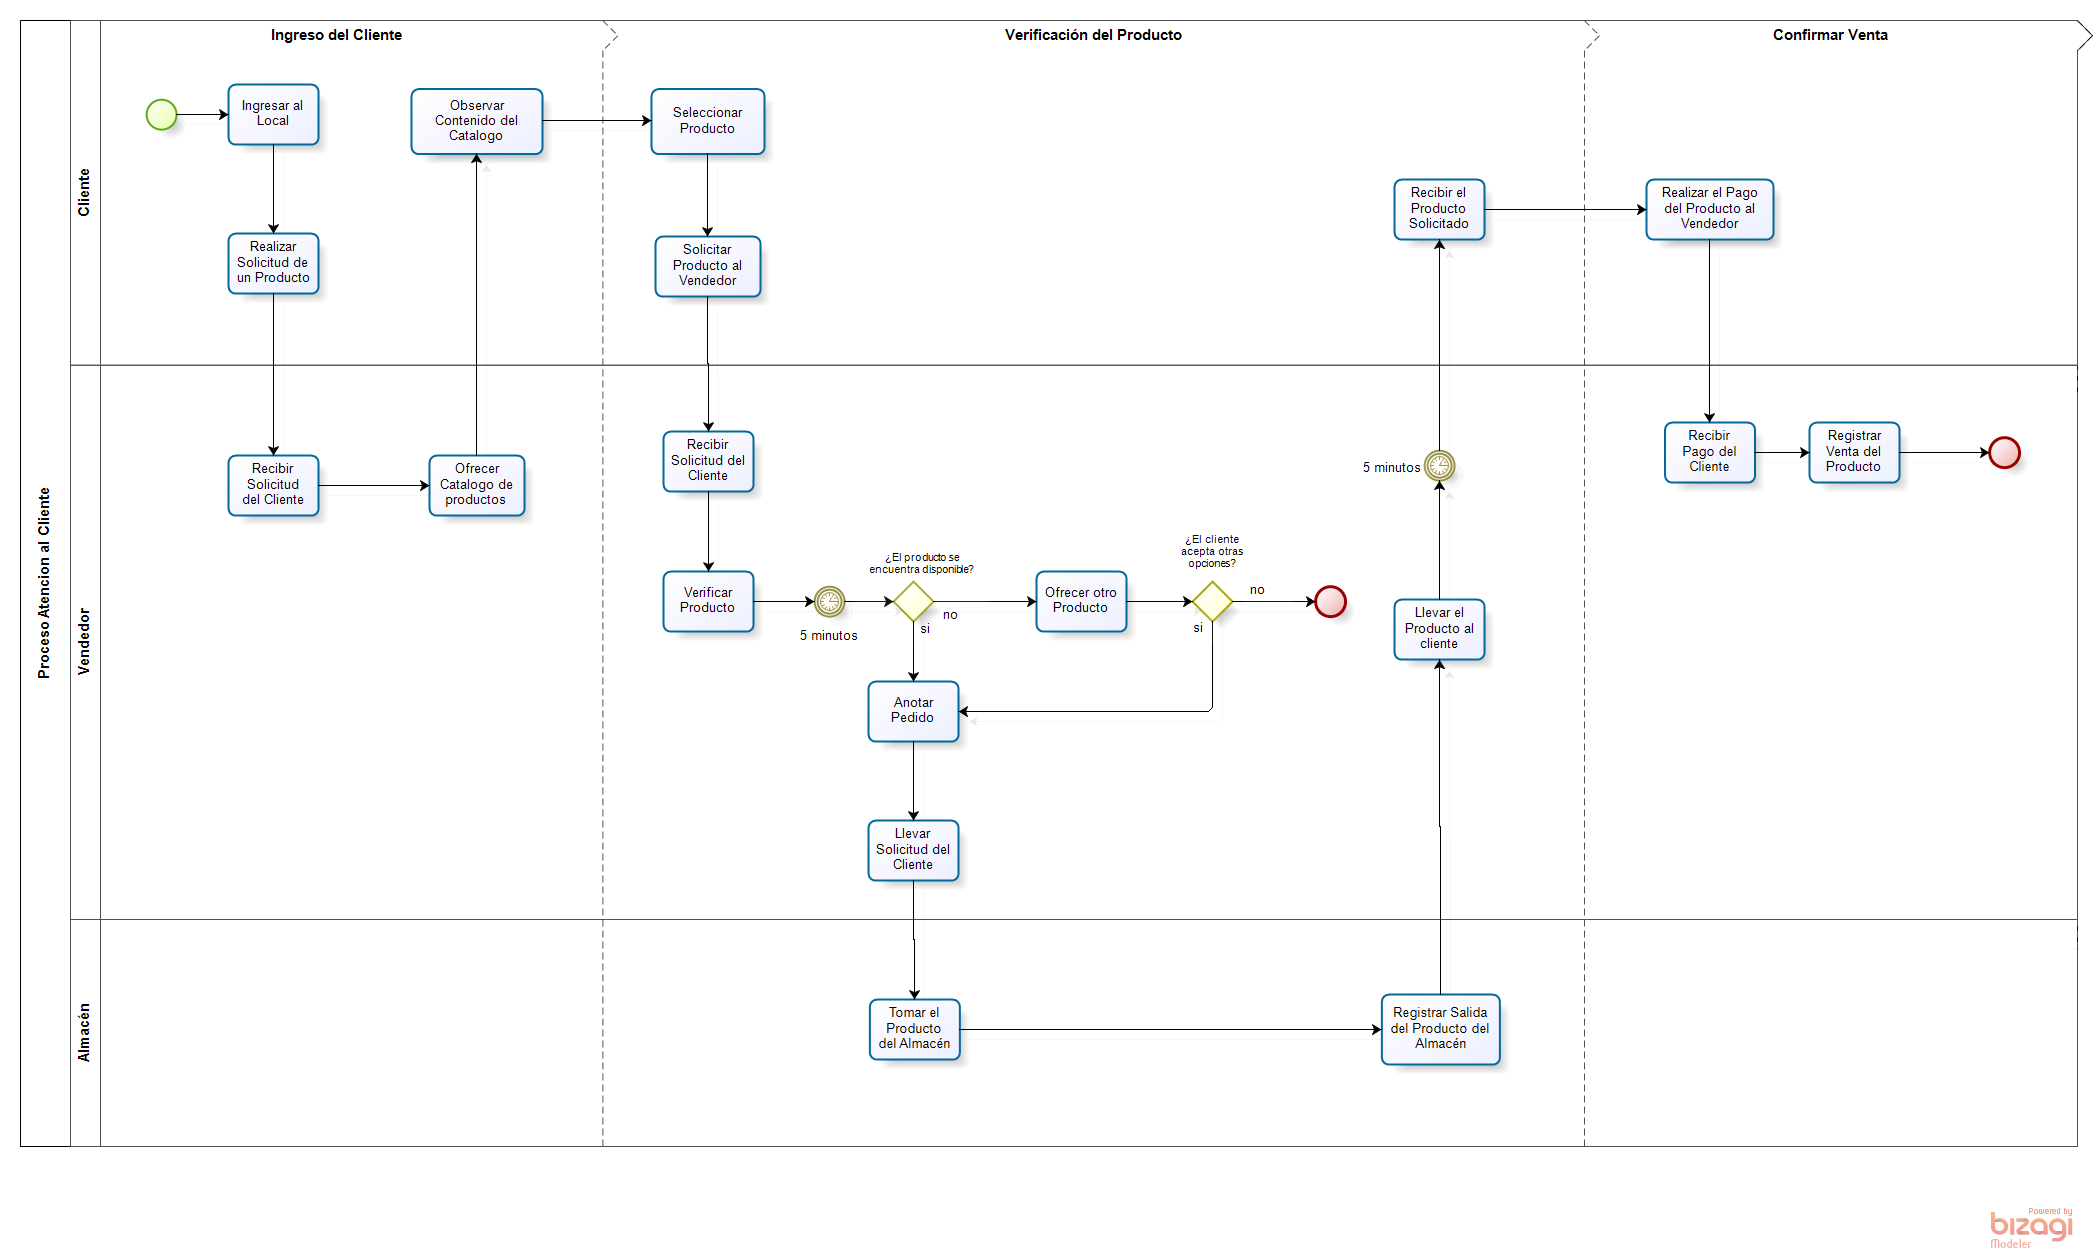 Ingreso del Cliente
Verificación del Producto
Confirmar Venta
Proceso Atencion al Cliente
Cliente
Ingresar al
Local
Observar
Contenido del
Catalogo
Seleccionar
Producto
Realizar
Solicitud de
un Producto
Solicitar
Producto al
Vendedor
Recibir el
Producto
Solicitado
Realizar el Pago
del Producto al
Vendedor
Vendedor
Recibir
Solicitud
del Cliente
Ofrecer
Catalogo de
productos
Recibir
Solicitud del
Cliente
Verificar
Producto
5 minutos
¿El producto se
encuentra disponible?
no
si
Ofrecer otro
Producto
¿El cliente
acepta otras
opciones?
no
si
Anotar
Pedido
Llevar
Solicitud del
Cliente
5 minutos
Llevar el
Producto al
cliente
Recibir
Pago del
Cliente
Registrar
Venta del
Producto
Almacén
Tomar el
Producto
del Almacén
Registrar Salida
del Producto del
Almacén
Powered by
bizagi
Modeler